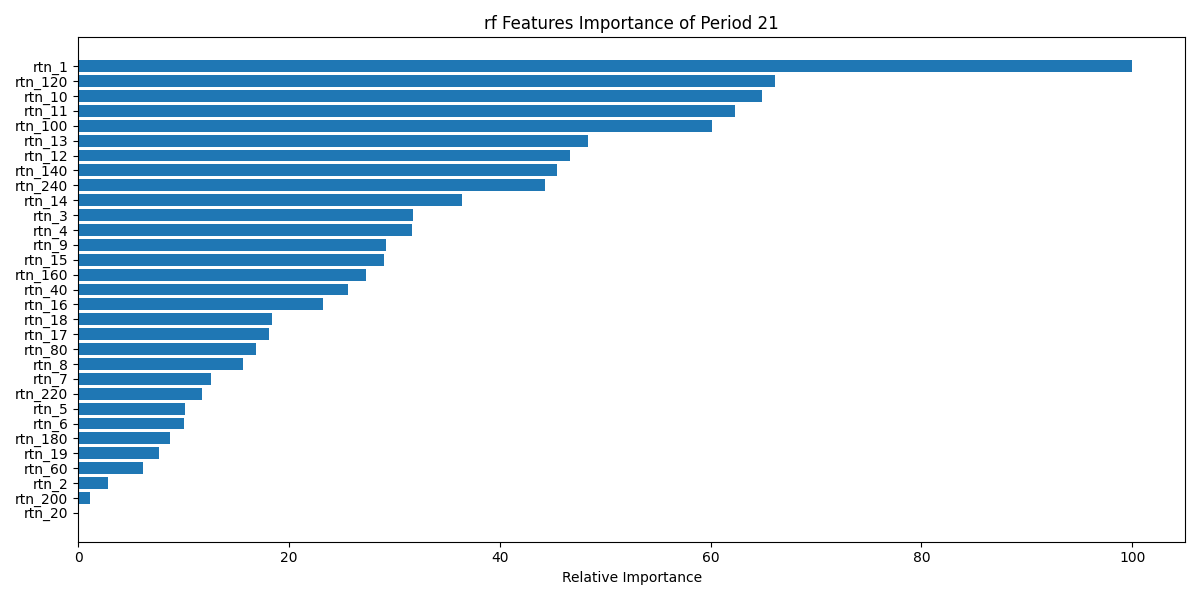 rf Features Importance of Period 21
rtn_1
rtn_120
rtn_10
rtn_11
rtn_100
rtn_13
rtn_12
rtn_140
rtn_240
rtn_14
rtn_3
rtn_4
rtn_9
rtn_15
rtn_160
rtn_40
rtn_16
rtn_18
rtn_17
rtn_80
rtn_8
rtn_7
rtn_220
rtn_5
rtn_6
rtn_180
rtn_19
rtn_60
rtn_2
rtn_200
rtn_20
0 20 40 60 80 100
Relative Importance